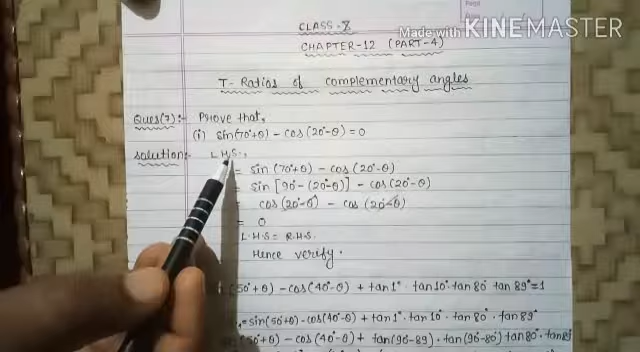 Page
Made with KINEMASTER
CLASS-X
CHAPTER-12 (PART-4)
T-Ratios of complementary angles
Ques(7):- Prove that,
(i) sin(70°+θ) - cos(20°-θ) = 0
solution:- L.H.S.,
= sin(70°+θ) - cos(20°-θ)
= sin[90°-(20°-θ)] - cos(20°-θ)
cos(20°-θ) - cos(20°-θ)
= 0
L.H.S = R.H.S.
Hence verify.
(50°+θ) - cos(40°-θ) + tan1° · tan10° tan80° tan89° = 1
= sin(50°+θ) - cos(40°-θ) + tan1° · tan10° · tan80° · tan89°
(50°+θ) - cos(40°-θ) + tan(90°-89) · tan(90°-80) tan80° · tan89